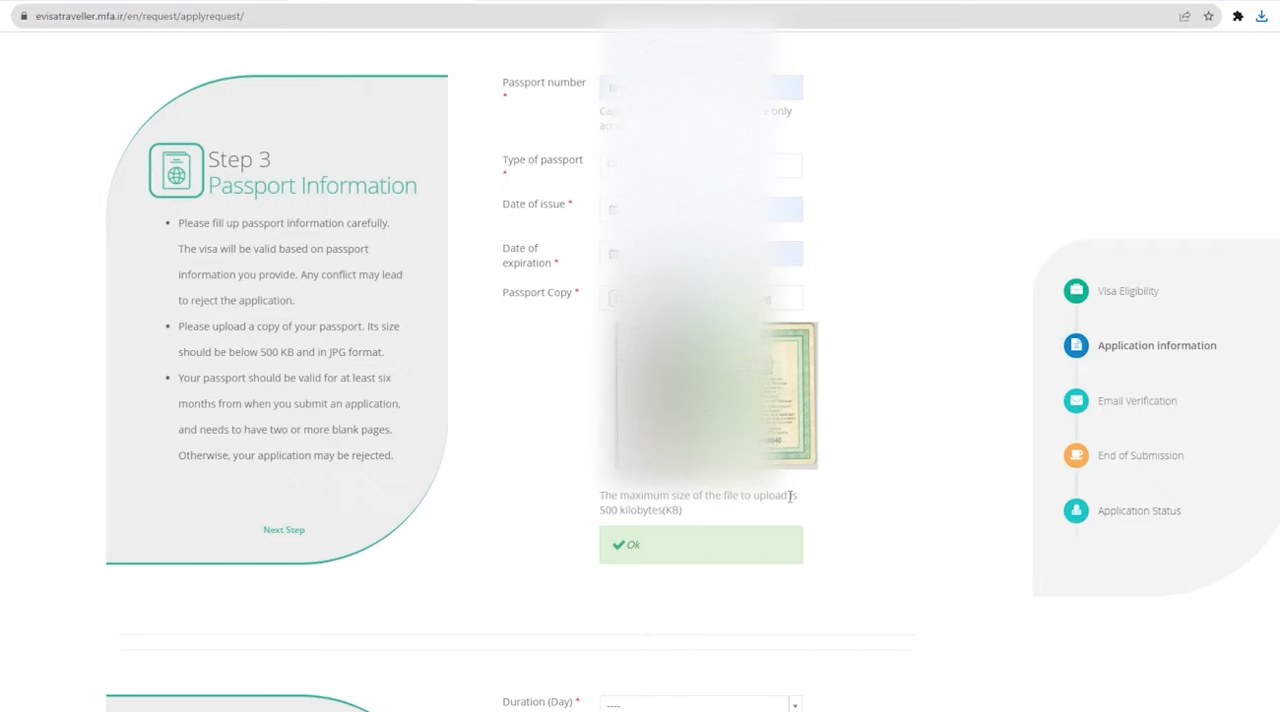 evisatraveller.mfa.ir/en/request/applyrequest/
Step 3
Passport Information
Please fill up passport information carefully.
The visa will be valid based on passport
information you provide. Any conflict may lead
to reject the application.
Please upload a copy of your passport. Its size
should be below 500 KB and in JPG format.
Your passport should be valid for at least six
months from when you submit an application,
and needs to have two or more blank pages.
Otherwise, your application may be rejected.
Next Step
Passport number
*
only
Type of passport
*
Date of issue *
Date of
expiration *
Passport Copy *
The maximum size of the file to upload is
500 kilobytes(KB)
Ok
Duration (Day) *
----
Visa Eligibility
Application information
Email Verification
End of Submission
Application Status